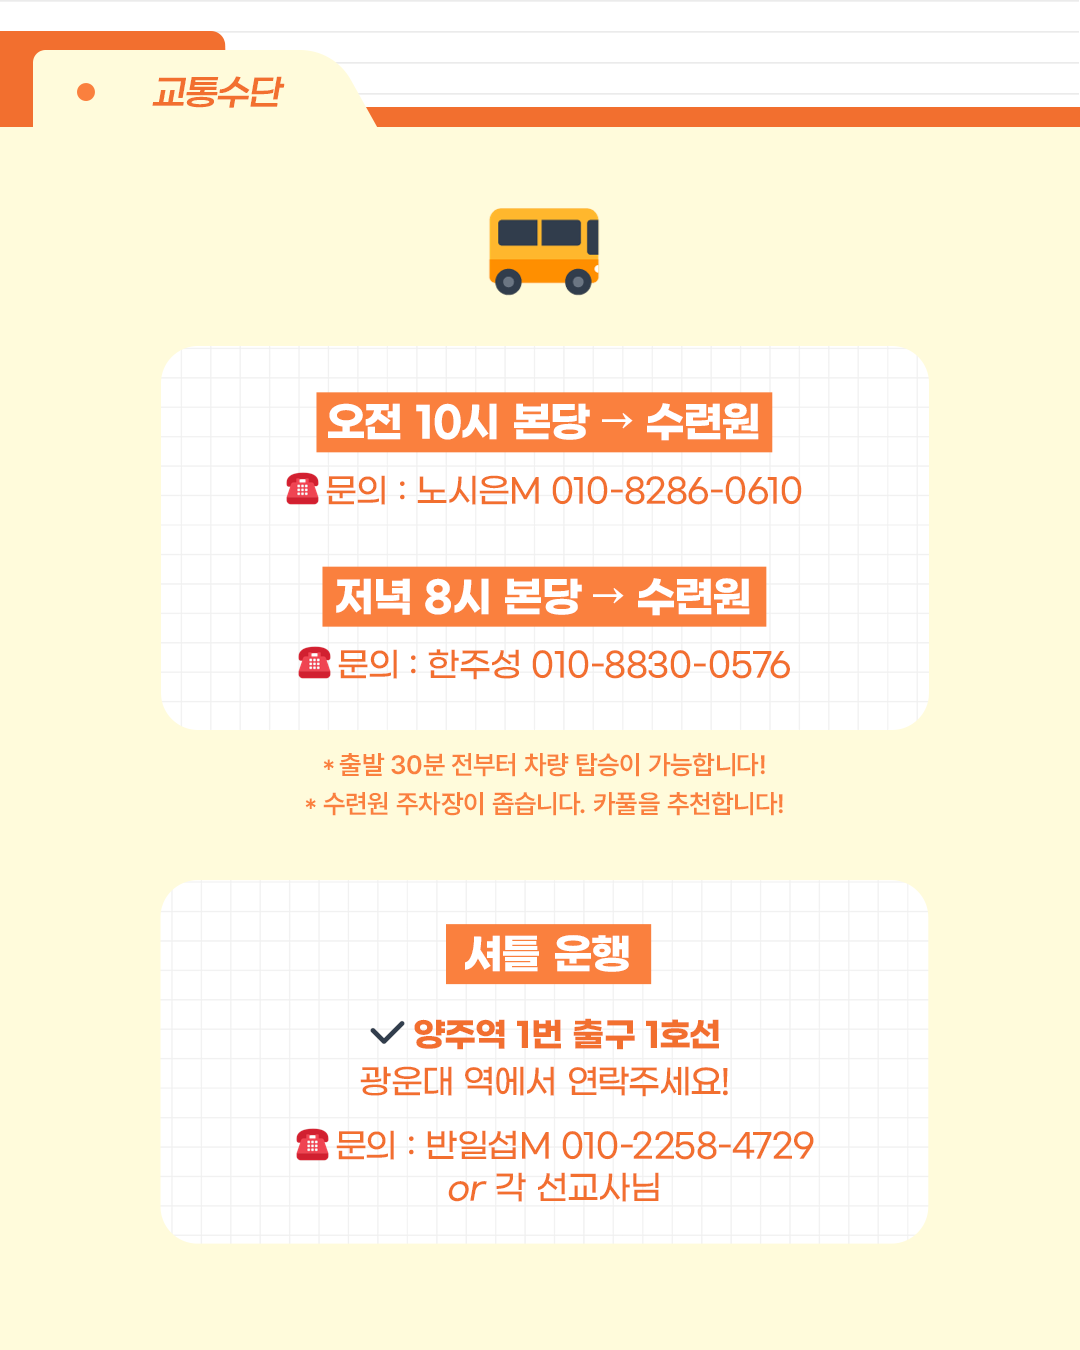 교통수단
오전 10시 본당 → 수련원
문의 : 노시은M 010-8286-0610
저녁 8시 본당 → 수련원
문의 : 한주성 010-8830-0576
* 출발 30분 전부터 차량 탑승이 가능합니다!
* 수련원 주차장이 좁습니다. 카풀을 추천합니다!
셔틀 운행
양주역 1번 출구 1호선
광운대 역에서 연락주세요!
문의 : 반일섭M 010-2258-4729
or 각 선교사님